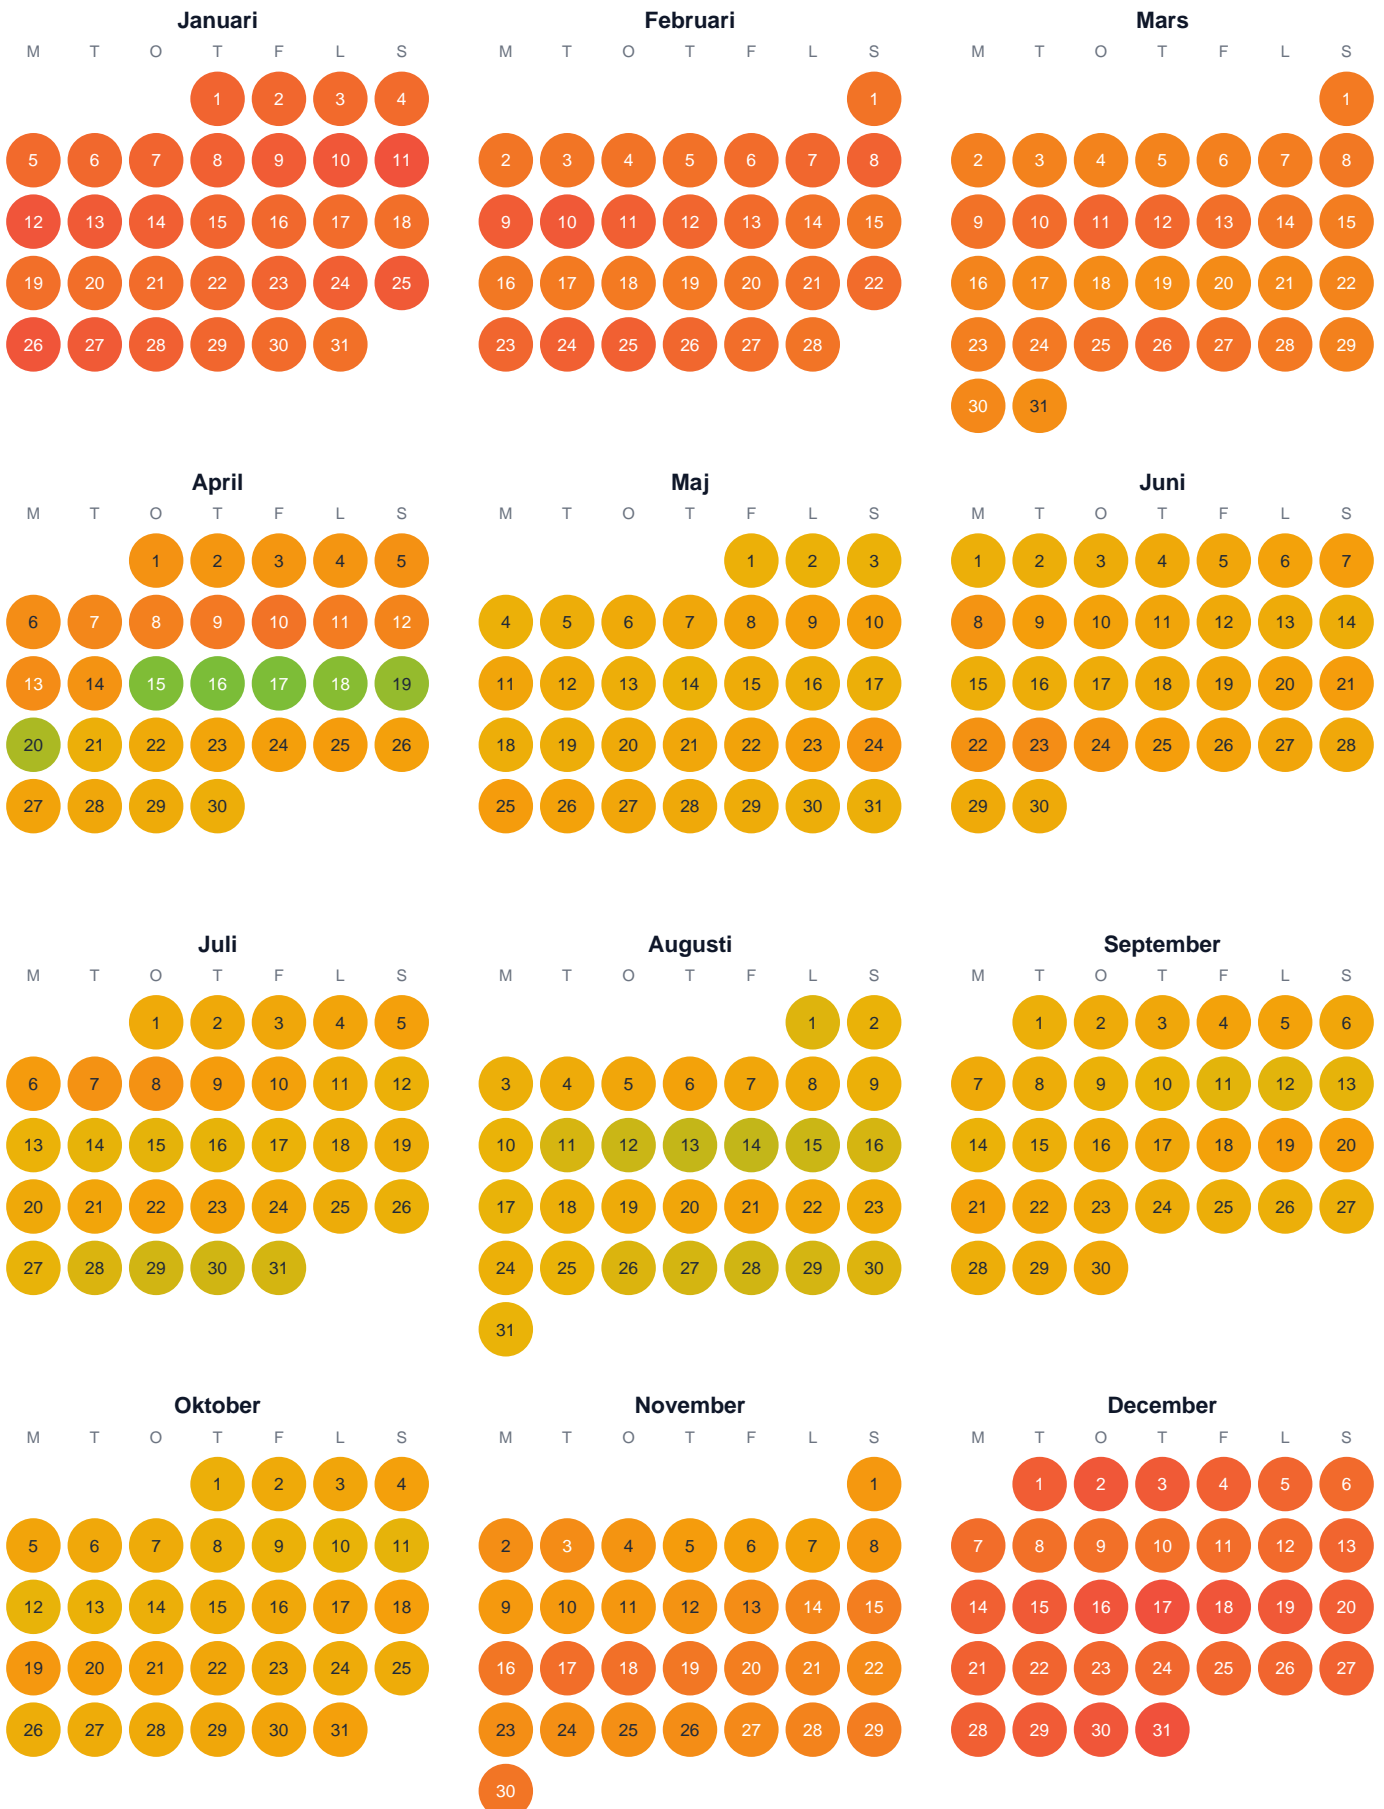 Januari Februari Mars
M T O T F L S M T O T F L S M T O T F L S
1 2 3 4 1 1
5 6 7 8 9 10 11 2 3 4 5 6 7 8 2 3 4 5 6 7 8
12 13 14 15 16 17 18 9 10 11 12 13 14 15 9 10 11 12 13 14 15
19 20 21 22 23 24 25 16 17 18 19 20 21 22 16 17 18 19 20 21 22
26 27 28 29 30 31 23 24 25 26 27 28 23 24 25 26 27 28 29
30 31
April Maj Juni
M T O T F L S M T O T F L S M T O T F L S
1 2 3 4 5 1 2 3 1 2 3 4 5 6 7
6 7 8 9 10 11 12 4 5 6 7 8 9 10 8 9 10 11 12 13 14
13 14 15 16 17 18 19 11 12 13 14 15 16 17 15 16 17 18 19 20 21
20 21 22 23 24 25 26 18 19 20 21 22 23 24 22 23 24 25 26 27 28
27 28 29 30 25 26 27 28 29 30 31 29 30
Juli Augusti September
M T O T F L S M T O T F L S M T O T F L S
1 2 3 4 5 1 2 1 2 3 4 5 6
6 7 8 9 10 11 12 3 4 5 6 7 8 9 7 8 9 10 11 12 13
13 14 15 16 17 18 19 10 11 12 13 14 15 16 14 15 16 17 18 19 20
20 21 22 23 24 25 26 17 18 19 20 21 22 23 21 22 23 24 25 26 27
27 28 29 30 31 24 25 26 27 28 29 30 28 29 30
31
Oktober November December
M T O T F L S M T O T F L S M T O T F L S
1 2 3 4 1 1 2 3 4 5 6
5 6 7 8 9 10 11 2 3 4 5 6 7 8 7 8 9 10 11 12 13
12 13 14 15 16 17 18 9 10 11 12 13 14 15 14 15 16 17 18 19 20
19 20 21 22 23 24 25 16 17 18 19 20 21 22 21 22 23 24 25 26 27
26 27 28 29 30 31 23 24 25 26 27 28 29 28 29 30 31
30